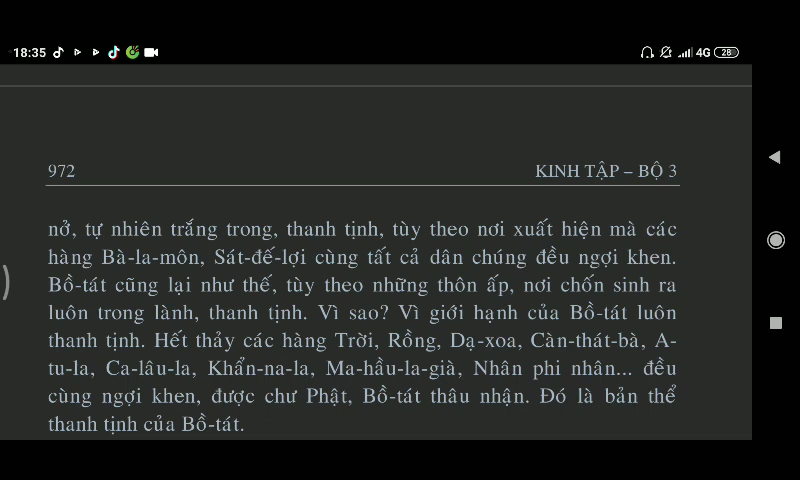 18:35
4G 28
972 KINH TẬP – BỘ 3
nở, tự nhiên trắng trong, thanh tịnh, tùy theo nơi xuất hiện mà các
hàng Bà-la-môn, Sát-đế-lợi cùng tất cả dân chúng đều ngợi khen.
Bồ-tát cũng lại như thế, tùy theo những thôn ấp, nơi chốn sinh ra
luôn trong lành, thanh tịnh. Vì sao? Vì giới hạnh của Bồ-tát luôn
thanh tịnh. Hết thảy các hàng Trời, Rồng, Dạ-xoa, Càn-thát-bà, A-
tu-la, Ca-lâu-la, Khẩn-na-la, Ma-hầu-la-già, Nhân phi nhân... đều
cùng ngợi khen, được chư Phật, Bồ-tát thâu nhận. Đó là bản thể
thanh tịnh của Bồ-tát.